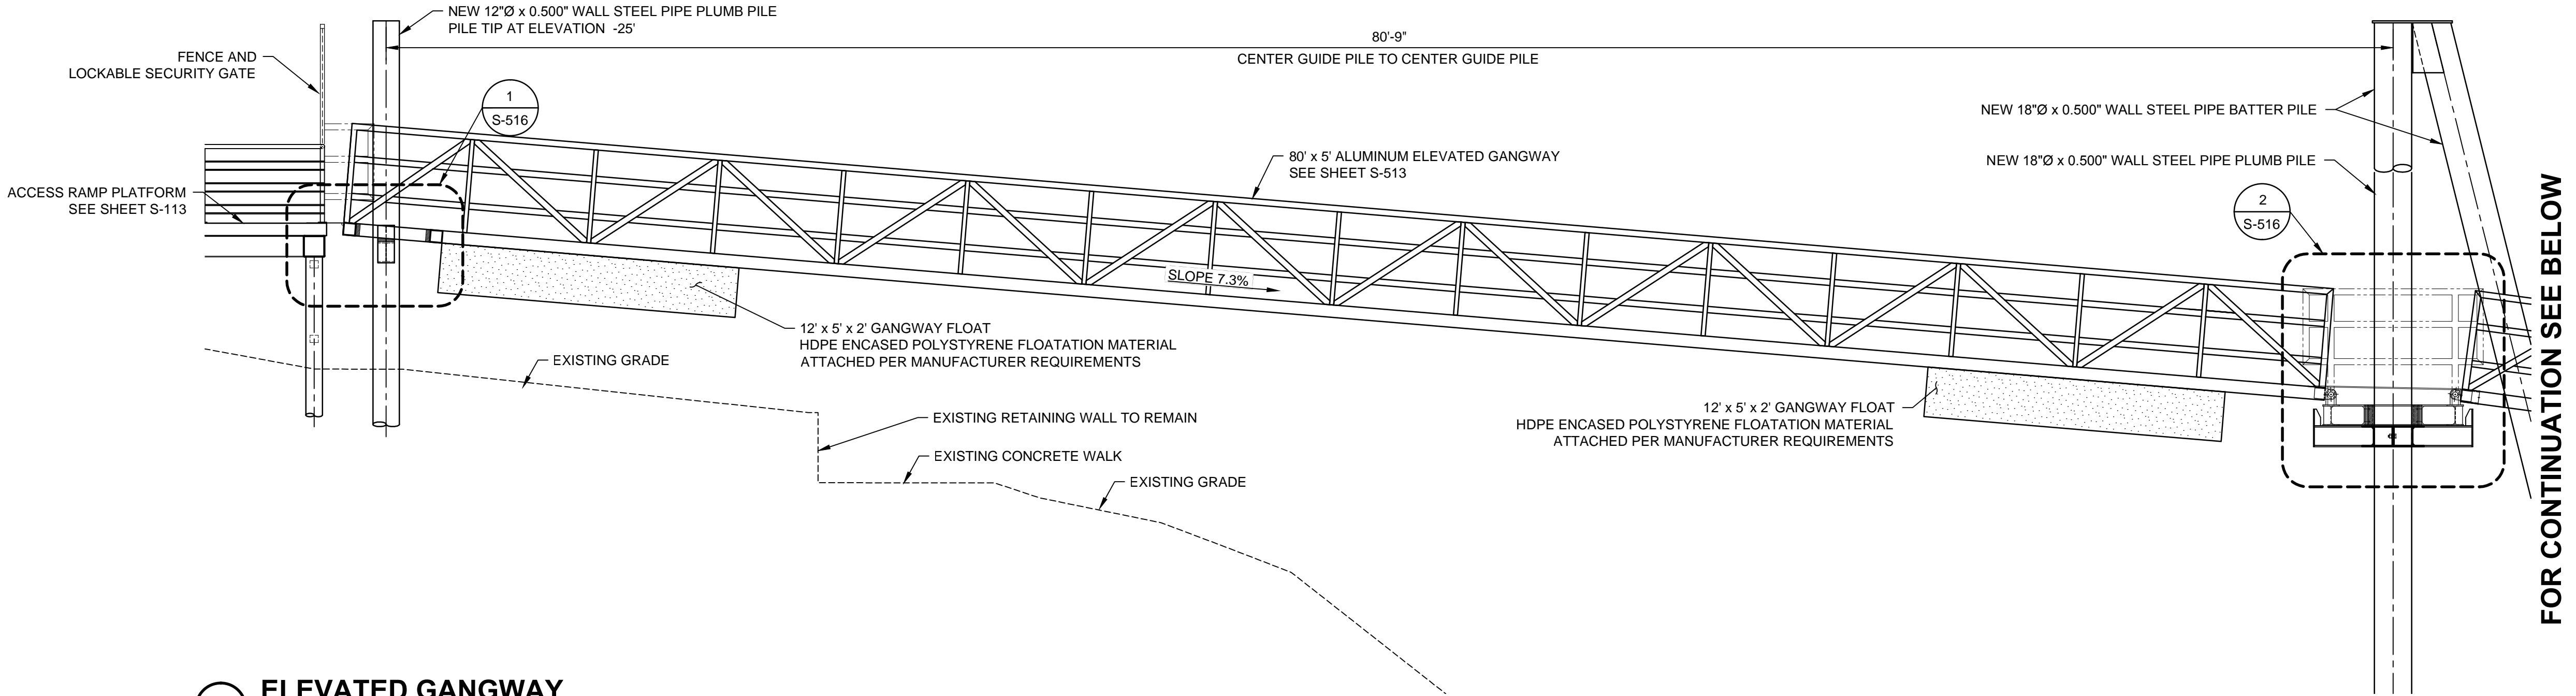 NEW 12"Ø x 0.500" WALL STEEL PIPE PLUMB PILE
PILE TIP AT ELEVATION -25'
80'-9"
CENTER GUIDE PILE TO CENTER GUIDE PILE
FENCE AND
LOCKABLE SECURITY GATE
1
S-516
NEW 18"Ø x 0.500" WALL STEEL PIPE BATTER PILE
80' x 5' ALUMINUM ELEVATED GANGWAY
SEE SHEET S-513
NEW 18"Ø x 0.500" WALL STEEL PIPE PLUMB PILE
ACCESS RAMP PLATFORM
SEE SHEET S-113
2
S-516
SLOPE 7.3%
12' x 5' x 2' GANGWAY FLOAT
HDPE ENCASED POLYSTYRENE FLOATATION MATERIAL
ATTACHED PER MANUFACTURER REQUIREMENTS
EXISTING GRADE
12' x 5' x 2' GANGWAY FLOAT
HDPE ENCASED POLYSTYRENE FLOATATION MATERIAL
ATTACHED PER MANUFACTURER REQUIREMENTS
EXISTING RETAINING WALL TO REMAIN
EXISTING CONCRETE WALK
EXISTING GRADE
FOR CONTINUATION SEE BELOW
ELEVATED GANGWAY